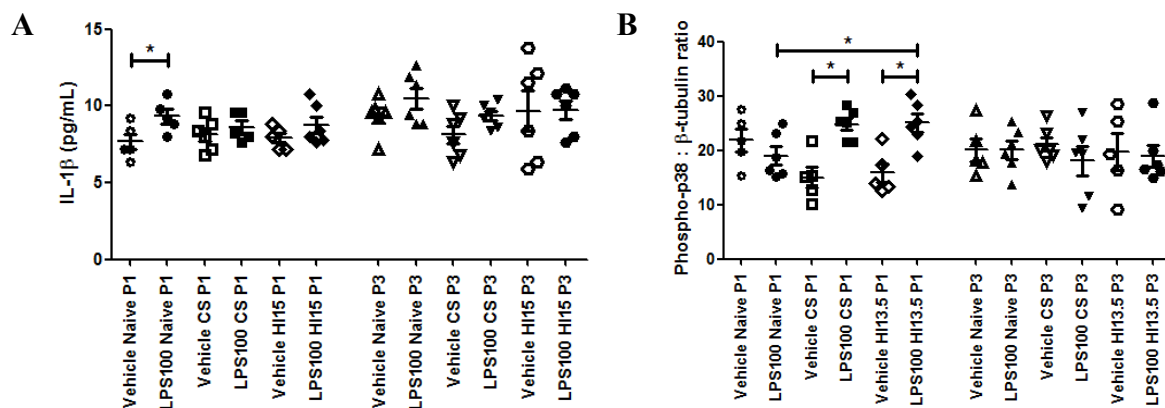 A
IL-1β (pg/mL)
15
10
5
0
*
Vehicle Naive P1
LPS100 Naive P1
Vehicle CS P1
LPS100 CS P1
Vehicle HI15 P1
LPS100 HI15 P1
Vehicle Naive P3
LPS100 Naive P3
Vehicle CS P3
LPS100 CS P3
Vehicle HI15 P3
LPS100 HI15 P3
B
Phospho-p38 : β-tubulin ratio
40
30
20
10
0
*
*
*
Vehicle Naive P1
LPS100 Naive P1
Vehicle CS P1
LPS100 CS P1
Vehicle HI13.5 P1
LPS100 HI13.5 P1
Vehicle Naive P3
LPS100 Naive P3
Vehicle CS P3
LPS100 CS P3
Vehicle HI13.5 P3
LPS100 HI13.5 P3